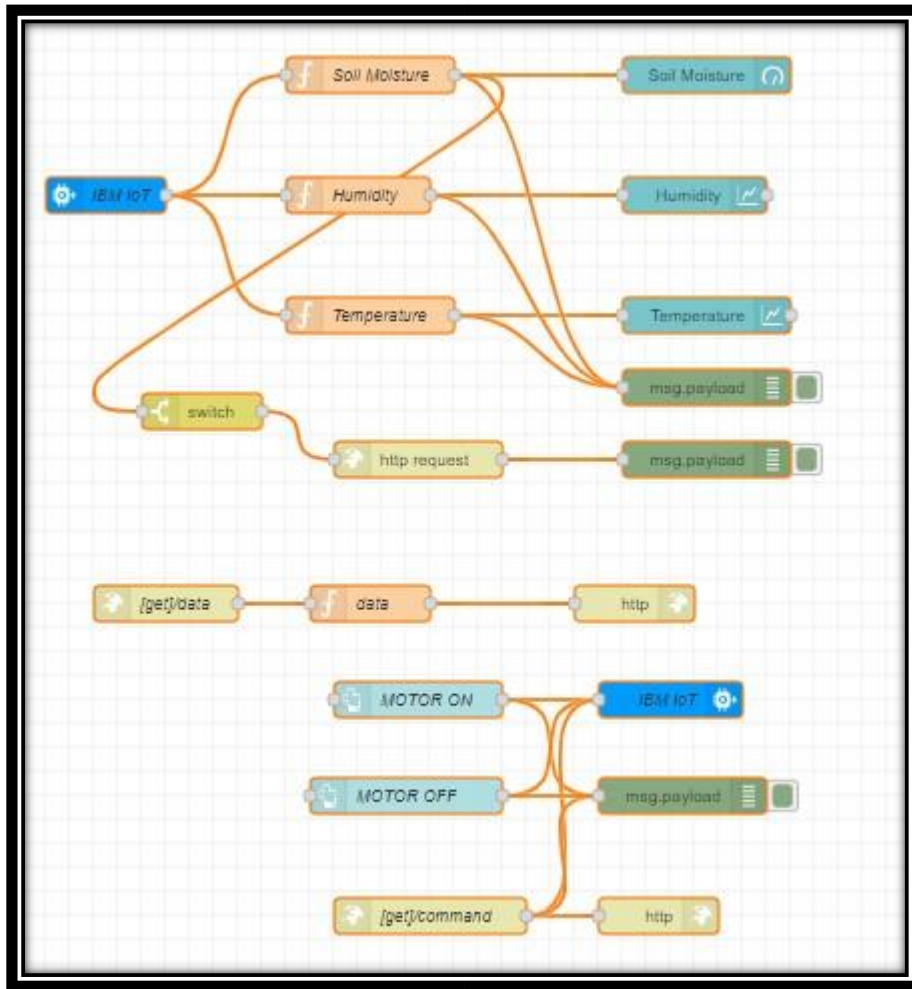 Soil Moisture
Soil Moisture
IBM IoT
Humidity
Humidity
Temperature
Temperature
msg.payload
switch
http request
msg.payload
[get]/data
data
http
MOTOR ON
IBM IoT
MOTOR OFF
msg.payload
[get]/command
http